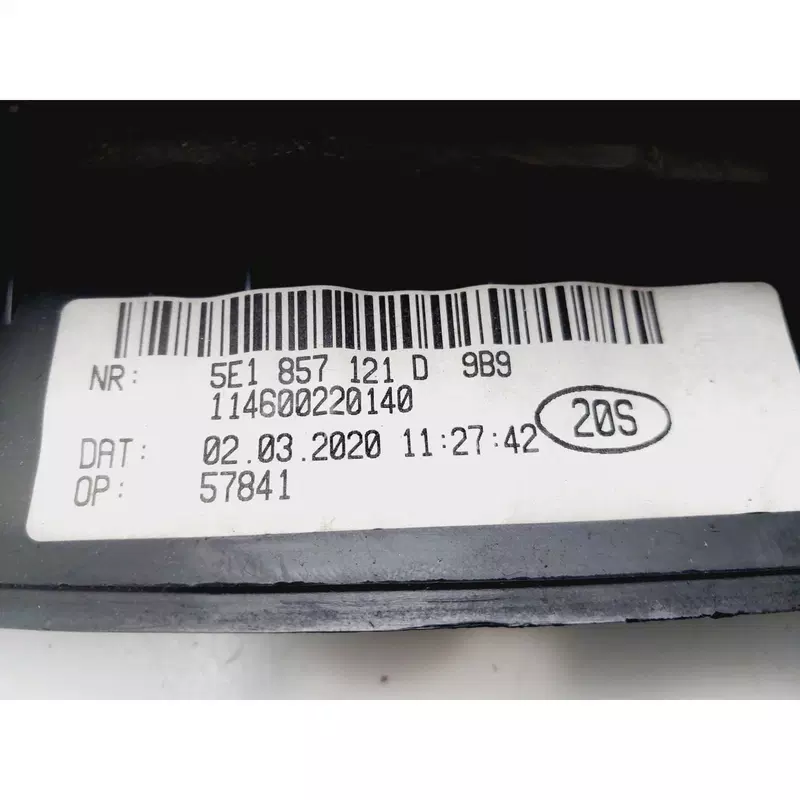 NR: 5E1 857 121 D 9B9
114600220140
20S
DAT: 02.03.2020 11:27:42
OP: 57841